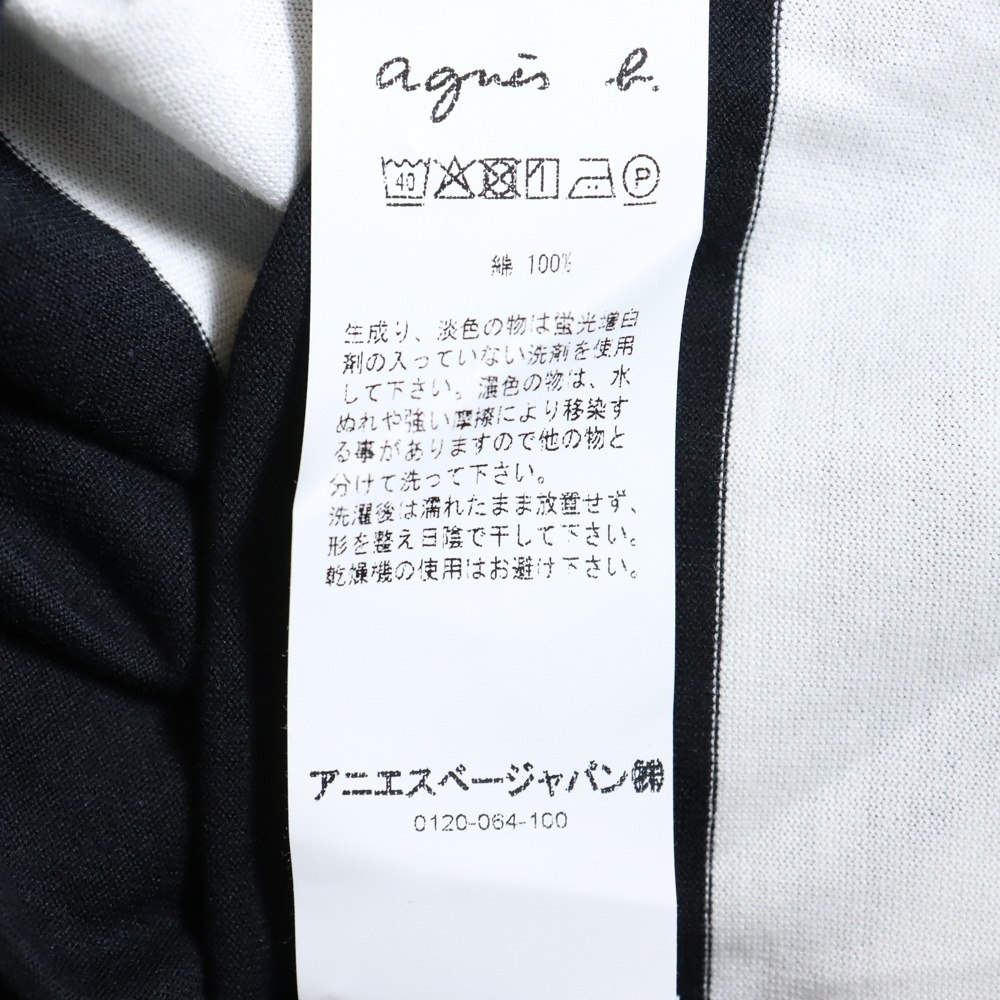 agnès b.
40 P
綿 100%
生成り、淡色の物は蛍光増白
剤の入っていない洗剤を使用
して下さい。濃色の物は、水
ぬれや強い摩擦により移染す
る事がありますので他の物と
分けて洗って下さい。
洗濯後は濡れたまま放置せず、
形を整え日陰で干して下さい。
乾燥機の使用はお避け下さい。
アニエスベージャパン㈱
0120-064-100